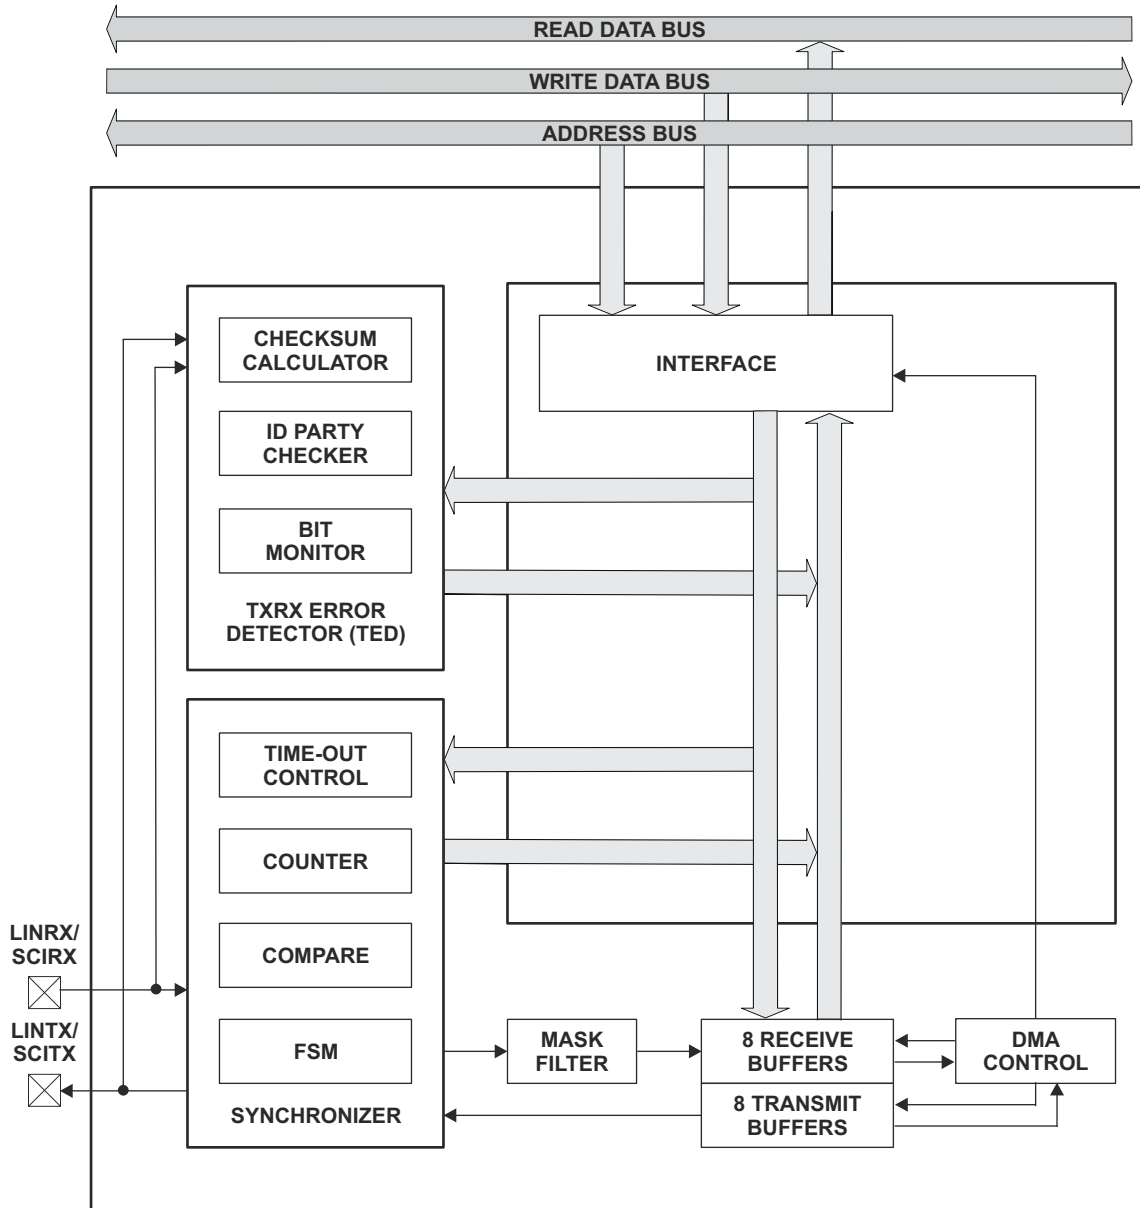 READ DATA BUS
WRITE DATA BUS
ADDRESS BUS
CHECKSUM
CALCULATOR
INTERFACE
ID PARTY
CHECKER
BIT
MONITOR
TXRX ERROR
DETECTOR (TED)
TIME-OUT
CONTROL
COUNTER
COMPARE
LINRX/
SCIRX
LINTX/
SCITX
FSM
SYNCHRONIZER
MASK
FILTER
8 RECEIVE
BUFFERS
8 TRANSMIT
BUFFERS
DMA
CONTROL